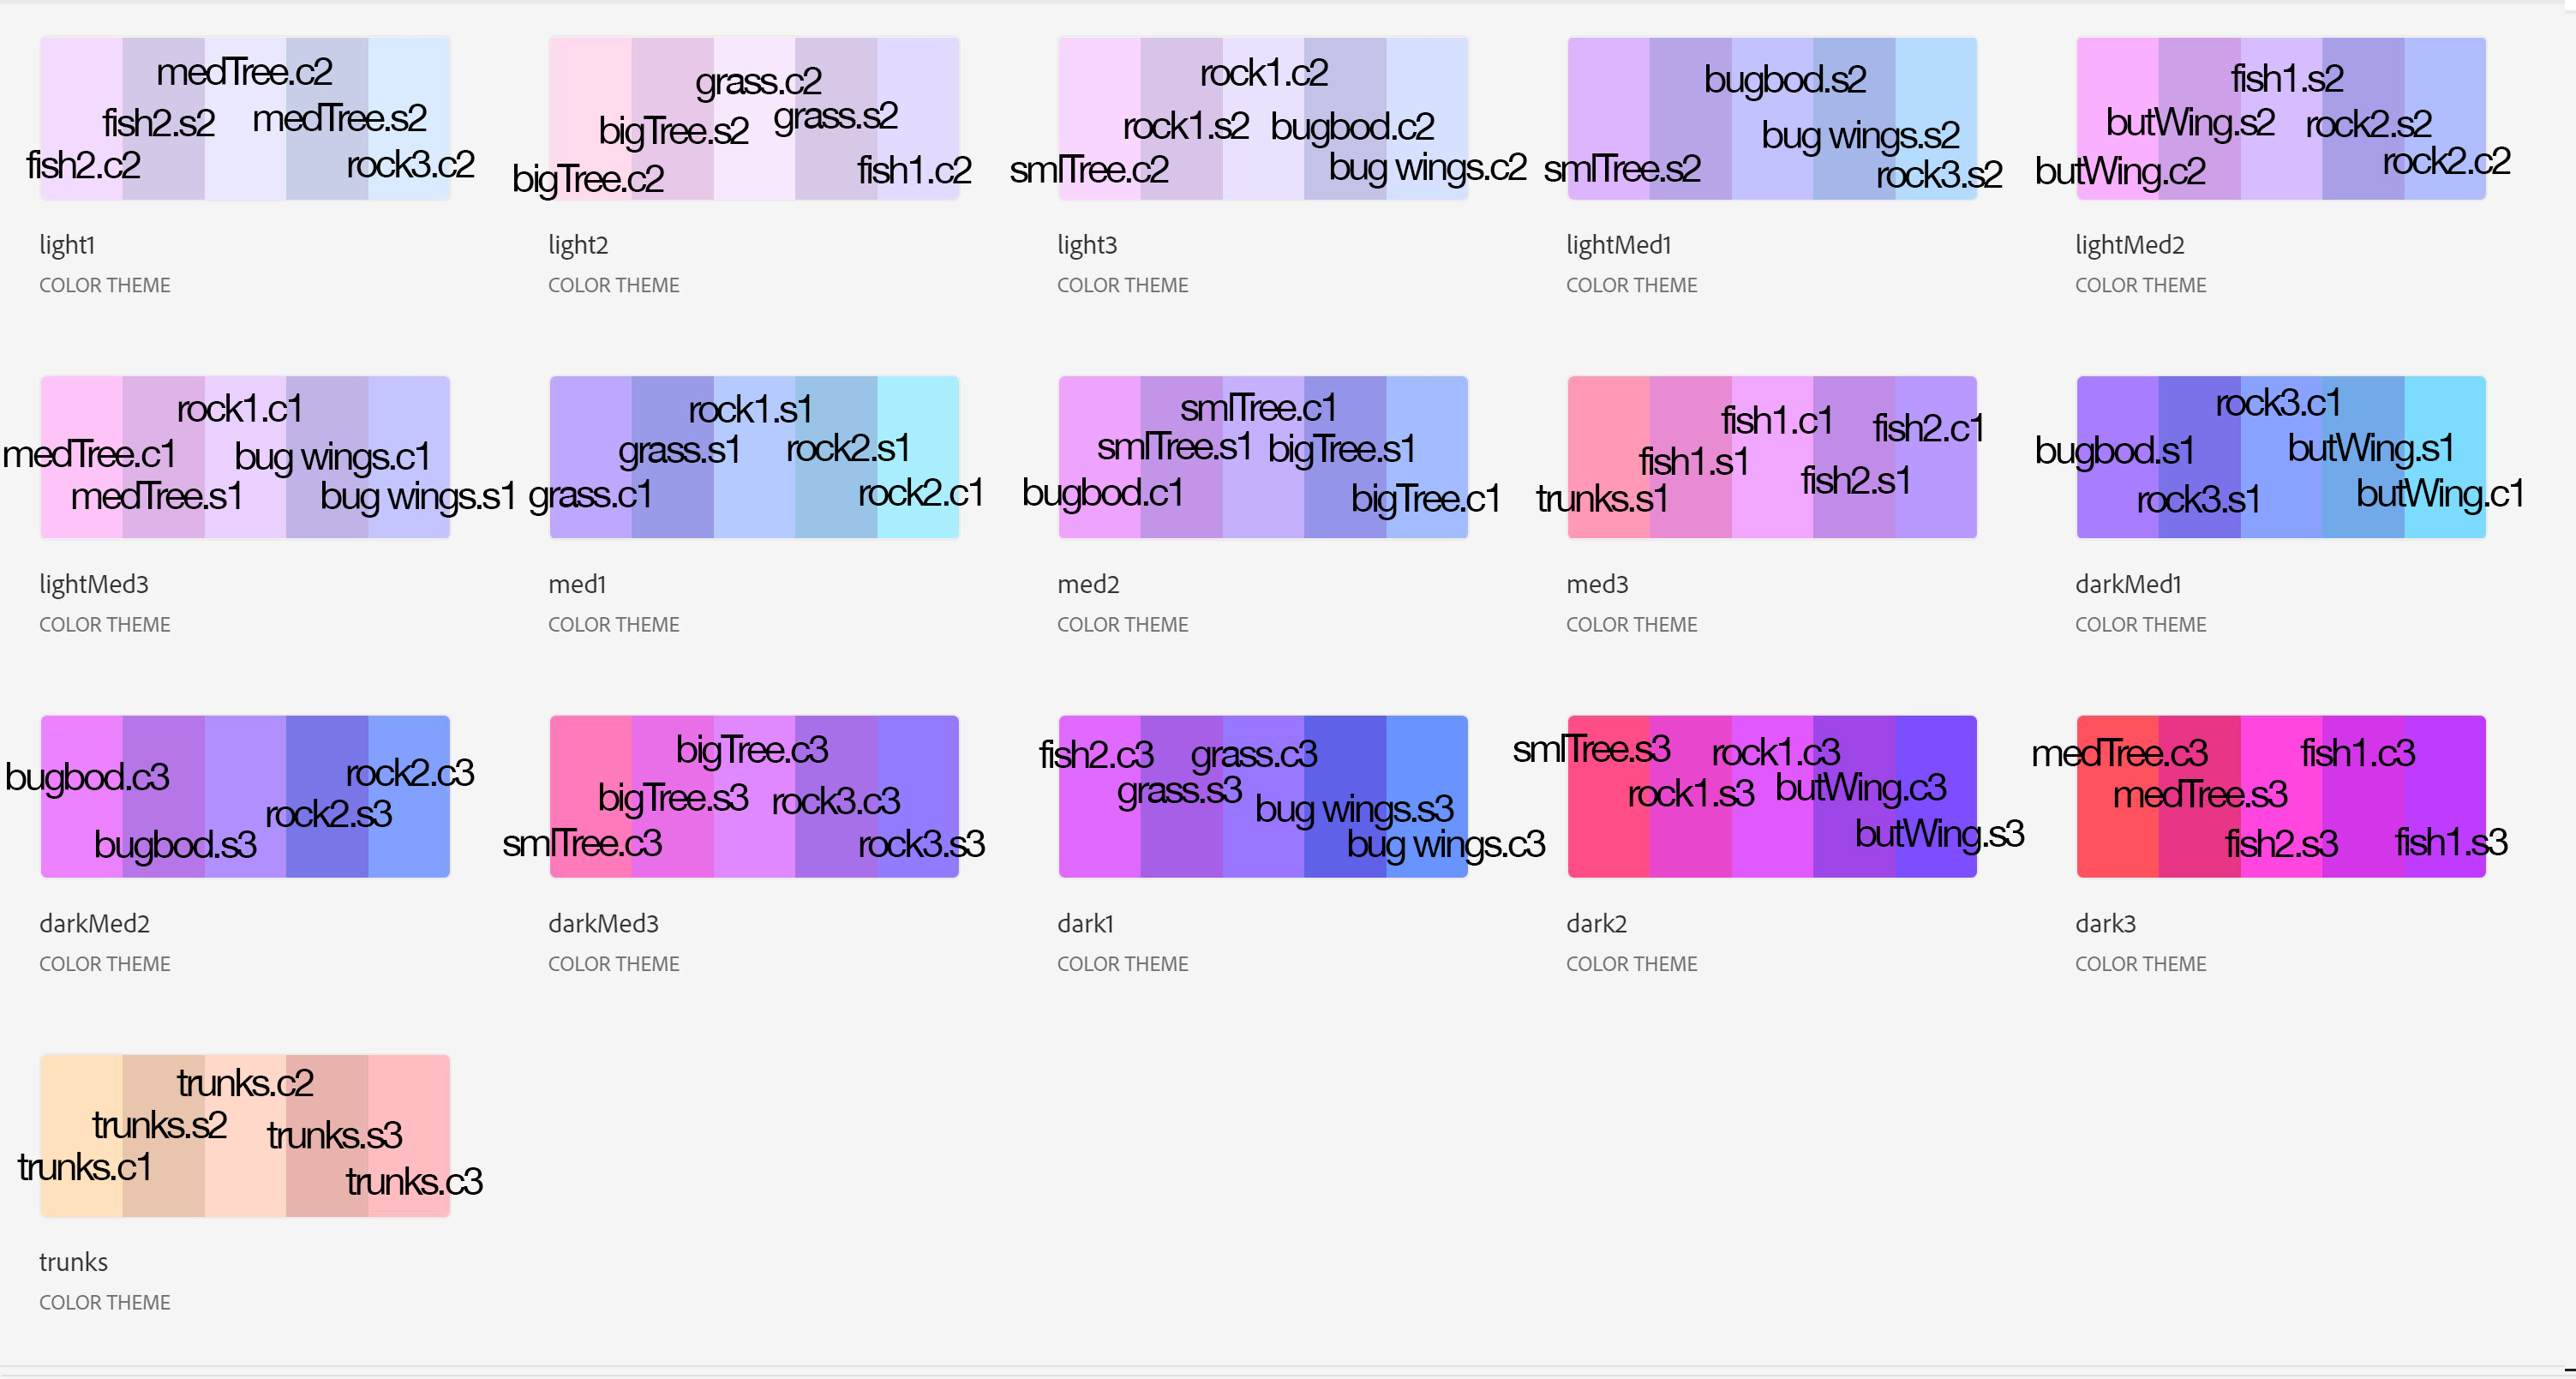 medTree.c2
fish2.s2
medTree.s2
fish2.c2
rock3.c2
light1
COLOR THEME
grass.c2
grass.s2
bigTree.s2
fish1.c2
bigTree.c2
light2
COLOR THEME
rock1.c2
rock1.s2
bugbod.c2
smlTree.c2
bug wings.c2
light3
COLOR THEME
bugbod.s2
bug wings.s2
smlTree.s2
rock3.s2
lightMed1
COLOR THEME
fish1.s2
butWing.s2
rock2.s2
butWing.c2
rock2.c2
lightMed2
COLOR THEME
rock1.c1
medTree.c1
bug wings.c1
medTree.s1
bug wings.s1
lightMed3
COLOR THEME
rock1.s1
grass.s1
rock2.s1
grass.c1
rock2.c1
med1
COLOR THEME
smlTree.c1
smlTree.s1
bigTree.s1
bugbod.c1
bigTree.c1
med2
COLOR THEME
fish1.c1
fish2.c1
fish1.s1
fish2.s1
trunks.s1
med3
COLOR THEME
rock3.c1
bugbod.s1
butWing.s1
rock3.s1
butWing.c1
darkMed1
COLOR THEME
bugbod.c3
rock2.c3
rock2.s3
bugbod.s3
darkMed2
COLOR THEME
bigTree.c3
bigTree.s3
rock3.c3
smlTree.c3
rock3.s3
darkMed3
COLOR THEME
fish2.c3
grass.c3
grass.s3
bug wings.s3
bug wings.c3
dark1
COLOR THEME
smlTree.s3
rock1.c3
rock1.s3
butWing.c3
butWing.s3
dark2
COLOR THEME
medTree.c3
fish1.c3
medTree.s3
fish2.s3
fish1.s3
dark3
COLOR THEME
trunks.c2
trunks.s2
trunks.s3
trunks.c1
trunks.c3
trunks
COLOR THEME